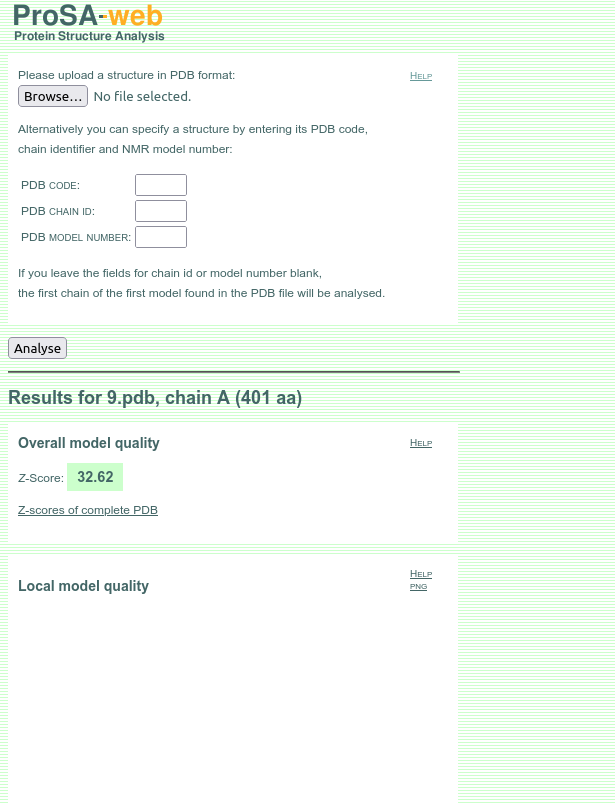 ProSA-web
Protein Structure Analysis
Please upload a structure in PDB format:
HELP
Browse... No file selected.
Alternatively you can specify a structure by entering its PDB code,
chain identifier and NMR model number:
PDB CODE:
PDB CHAIN ID:
PDB MODEL NUMBER:
If you leave the fields for chain id or model number blank,
the first chain of the first model found in the PDB file will be analysed.
Analyse
Results for 9.pdb, chain A (401 aa)
Overall model quality
HELP
Z-Score: 32.62
Z-scores of complete PDB
HELP
PNG
Local model quality